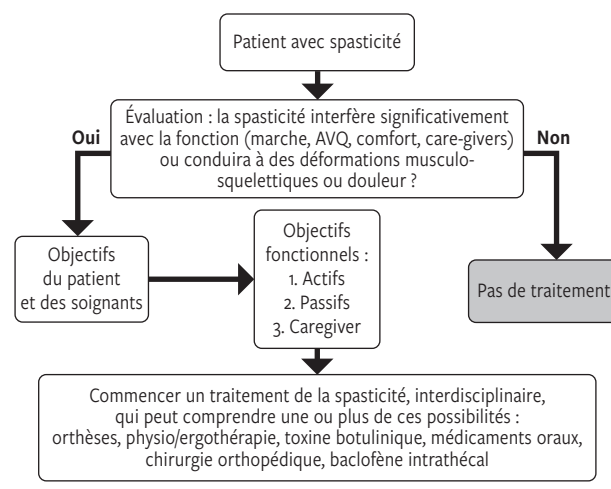 Patient avec spasticité
Évaluation : la spasticité interfère significativement
avec la fonction (marche, AVQ, comfort, care-givers)
ou conduira à des déformations musculo-
squelettiques ou douleur ?
Oui
Non
Objectifs
du patient
et des soignants
Objectifs
fonctionnels :
1. Actifs
2. Passifs
3. Caregiver
Pas de traitement
Commencer un traitement de la spasticité, interdisciplinaire,
qui peut comprendre une ou plus de ces possibilités :
orthèses, physio/ergothérapie, toxine botulinique, médicaments oraux,
chirurgie orthopédique, baclofène intrathécal